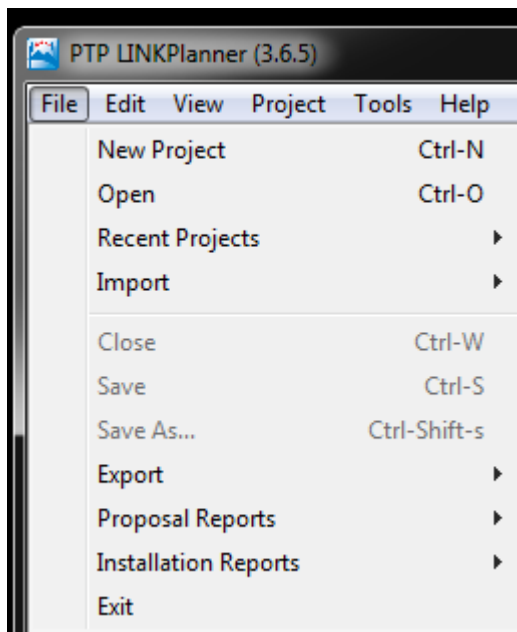 PTP LINKPlanner (3.6.5)
File Edit View Project Tools Help
New Project Ctrl-N
Open Ctrl-O
Recent Projects
Import
Close Ctrl-W
Save Ctrl-S
Save As... Ctrl-Shift-s
Export
Proposal Reports
Installation Reports
Exit